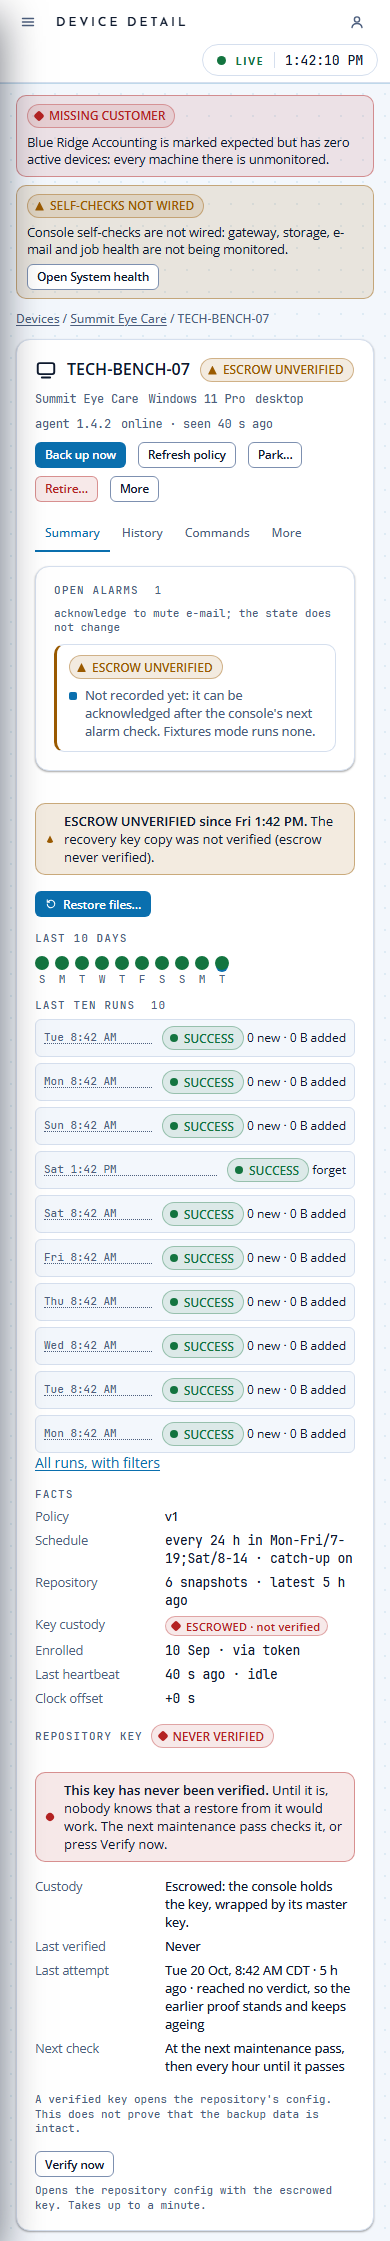 DEVICE DETAIL
LIVE 1:42:10 PM
MISSING CUSTOMER
Blue Ridge Accounting is marked expected but has zero
active devices: every machine there is unmonitored.
SELF-CHECKS NOT WIRED
Console self-checks are not wired: gateway, storage, e-
mail and job health are not being monitored.
Open System health
Devices / Summit Eye Care / TECH-BENCH-07
TECH-BENCH-07 ESCROW UNVERIFIED
Summit Eye Care Windows 11 Pro desktop
agent 1.4.2 online · seen 40 s ago
Back up now Refresh policy Park...
Retire... More
Summary History Commands More
OPEN ALARMS 1
acknowledge to mute e-mail; the state does
not change
ESCROW UNVERIFIED
Not recorded yet: it can be
acknowledged after the console's next
alarm check. Fixtures mode runs none.
ESCROW UNVERIFIED since Fri 1:42 PM. The
recovery key copy was not verified (escrow
never verified).
Restore files...
LAST 10 DAYS
S M T W T F S S M T
LAST TEN RUNS 10
Tue 8:42 AM SUCCESS 0 new · 0 B added
Mon 8:42 AM SUCCESS 0 new · 0 B added
Sun 8:42 AM SUCCESS 0 new · 0 B added
Sat 1:42 PM SUCCESS forget
Sat 8:42 AM SUCCESS 0 new · 0 B added
Fri 8:42 AM SUCCESS 0 new · 0 B added
Thu 8:42 AM SUCCESS 0 new · 0 B added
Wed 8:42 AM SUCCESS 0 new · 0 B added
Tue 8:42 AM SUCCESS 0 new · 0 B added
Mon 8:42 AM SUCCESS 0 new · 0 B added
All runs, with filters
FACTS
Policy v1
Schedule every 24 h in Mon-Fri/7-
19;Sat/8-14 · catch-up on
Repository 6 snapshots · latest 5 h
ago
Key custody ESCROWED · not verified
Enrolled 10 Sep · via token
Last heartbeat 40 s ago · idle
Clock offset +0 s
REPOSITORY KEY NEVER VERIFIED
This key has never been verified. Until it is,
nobody knows that a restore from it would
work. The next maintenance pass checks it, or
press Verify now.
Custody Escrowed: the console holds
the key, wrapped by its master
key.
Last verified Never
Last attempt Tue 20 Oct, 8:42 AM CDT · 5 h
ago · reached no verdict, so the
earlier proof stands and keeps
ageing
Next check At the next maintenance pass,
then every hour until it passes
A verified key opens the repository's config.
This does not prove that the backup data is
intact.
Verify now
Opens the repository config with the escrowed
key. Takes up to a minute.